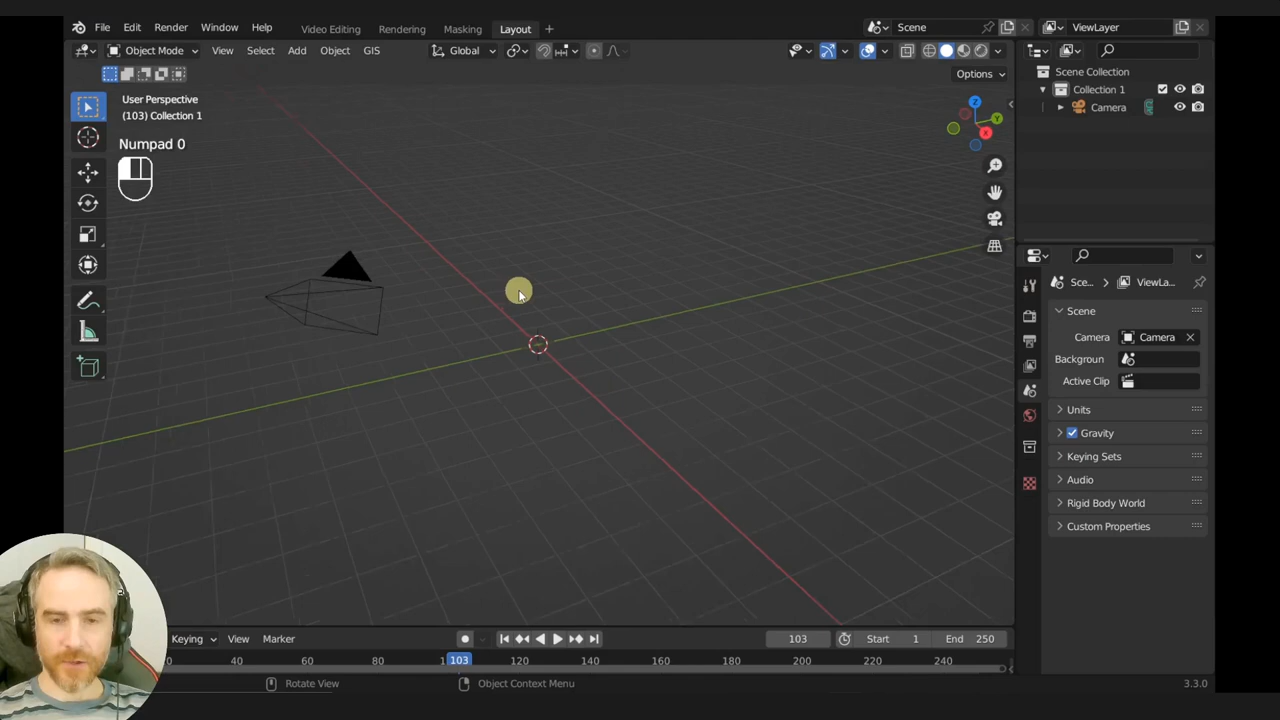 File Edit Render Window Help Video Editing Rendering Masking Layout Scene ViewLayer
Object Mode View Select Add Object GIS Global
Options
User Perspective
(103) Collection 1
Numpad 0
Z
Y
X
Scene Collection
Collection 1
Camera
Sce... ViewLa...
Scene
Camera Camera
Backgroun
Active Clip
Units
Gravity
Keying Sets
Audio
Rigid Body World
Custom Properties
Keying View Marker 103 Start 1 End 250
20 40 60 80 1 103 120 140 160 180 200 220 240
Rotate View Object Context Menu 3.3.0